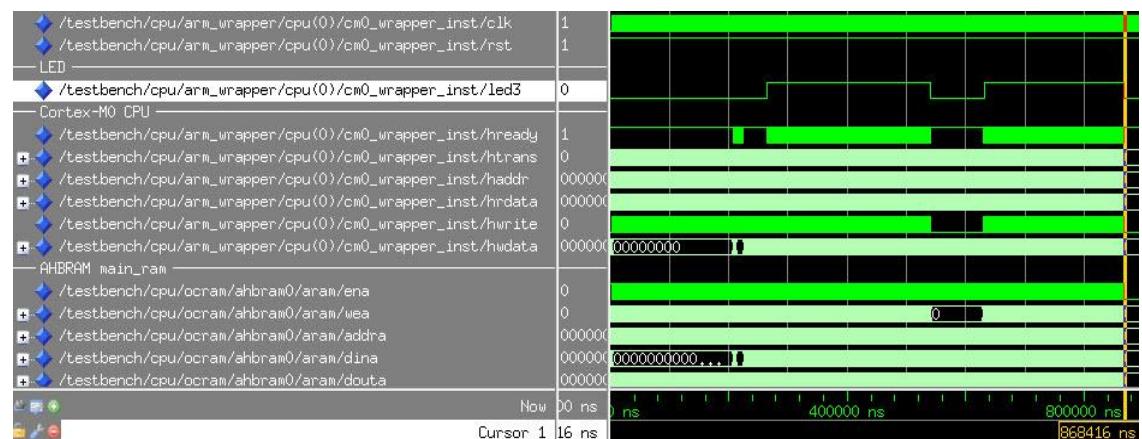 /testbench/cpu/arm_wrapper/cpu(0)/cm0_wrapper_inst/clk 1
/testbench/cpu/arm_wrapper/cpu(0)/cm0_wrapper_inst/rst 1
LED
/testbench/cpu/arm_wrapper/cpu(0)/cm0_wrapper_inst/led3 0
Cortex-M0 CPU
/testbench/cpu/arm_wrapper/cpu(0)/cm0_wrapper_inst/hready 1
/testbench/cpu/arm_wrapper/cpu(0)/cm0_wrapper_inst/htrans 0
/testbench/cpu/arm_wrapper/cpu(0)/cm0_wrapper_inst/haddr 000000
/testbench/cpu/arm_wrapper/cpu(0)/cm0_wrapper_inst/hrdata 000000
/testbench/cpu/arm_wrapper/cpu(0)/cm0_wrapper_inst/hwrite 0
/testbench/cpu/arm_wrapper/cpu(0)/cm0_wrapper_inst/hwdata 000000 00000000
AHBRAM main_ram
/testbench/cpu/ocram/ahbram0/aram/ena 0
/testbench/cpu/ocram/ahbram0/aram/wea 0 0
/testbench/cpu/ocram/ahbram0/aram/addra 000000
/testbench/cpu/ocram/ahbram0/aram/dina 000000 0000000000...
/testbench/cpu/ocram/ahbram0/aram/douta 000000
Now 00 ns ns 400000 ns 800000 ns
Cursor 1 16 ns 868416 ns